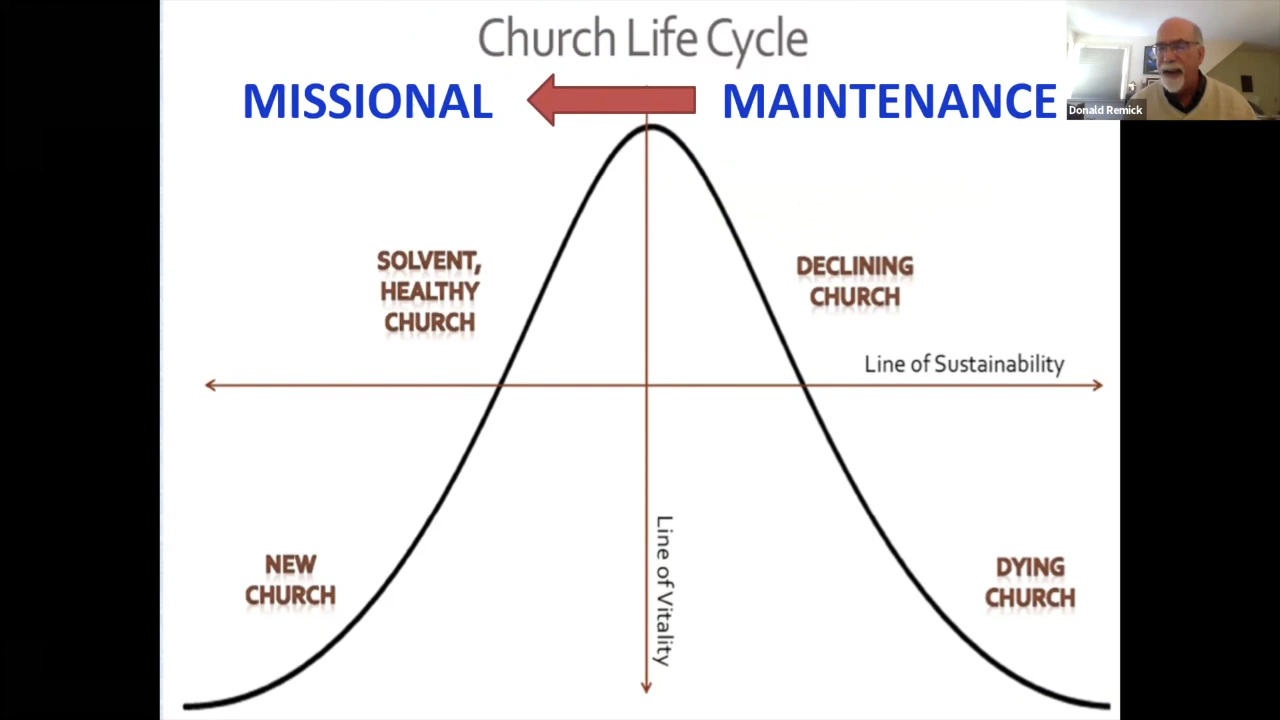 Church Life Cycle
MISSIONAL
MAINTENANCE
Donald Remick
SOLVENT,
HEALTHY
CHURCH
DECLINING
CHURCH
Line of Sustainability
Line of Vitality
NEW
CHURCH
DYING
CHURCH